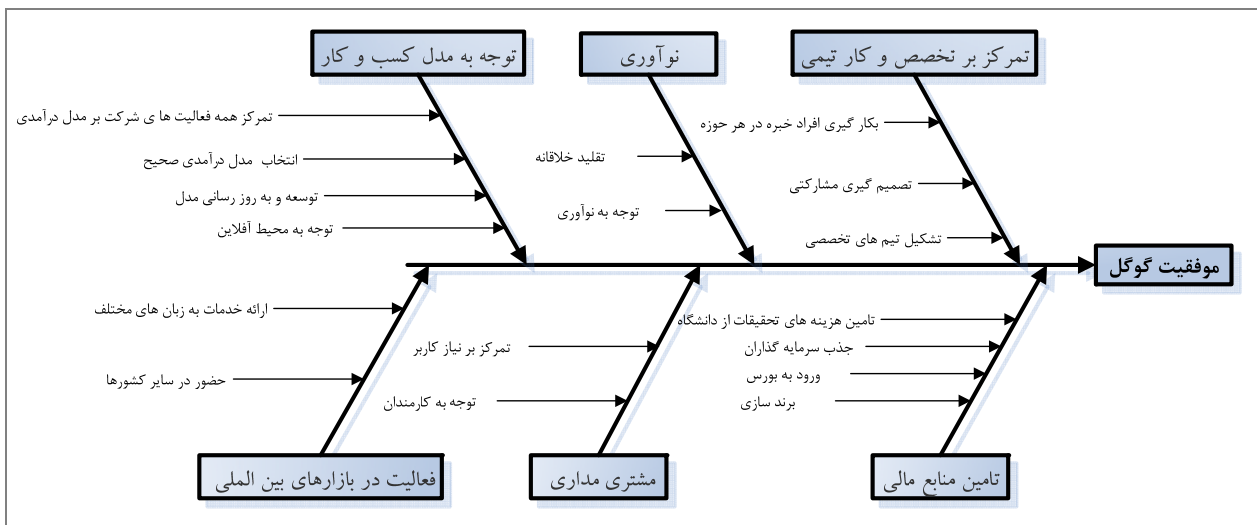 تمرکز بر تخصص و کار تیمی
نوآوری
توجه به مدل کسب و کار
بکار گیری افراد خبره در هر حوزه
تصمیم گیری مشارکتی
تشکیل تیم های تخصصی
تقلید خلاقانه
توجه به نوآوری
تمرکز همه فعالیت ها ی شرکت بر مدل درآمدی
انتخاب مدل درآمدی صحیح
توسعه و به روز رسانی مدل
توجه به محیط آفلاین
موفقیت گوگل
تامین هزینه های تحقیقات از دانشگاه
جذب سرمایه گذاران
ورود به بورس
برند سازی
تمرکز بر نیاز کاربر
توجه به کارمندان
ارائه خدمات به زبان های مختلف
حضور در سایر کشورها
تامین منابع مالی
مشتری مداری
فعالیت در بازارهای بین المللی